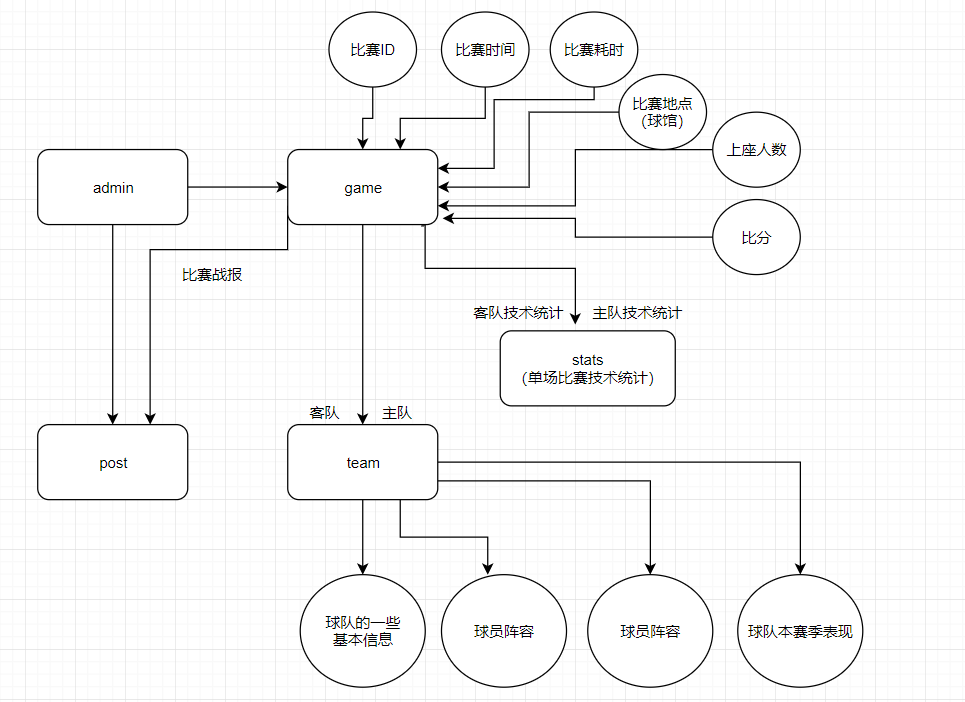 比赛ID
比赛时间
比赛耗时
比赛地点
（球馆）
上座人数
admin
game
比分
比赛战报
客队技术统计
主队技术统计
stats
（单场比赛技术统计）
客队
主队
post
team
球队的一些
基本信息
球员阵容
球员阵容
球队本赛季表现